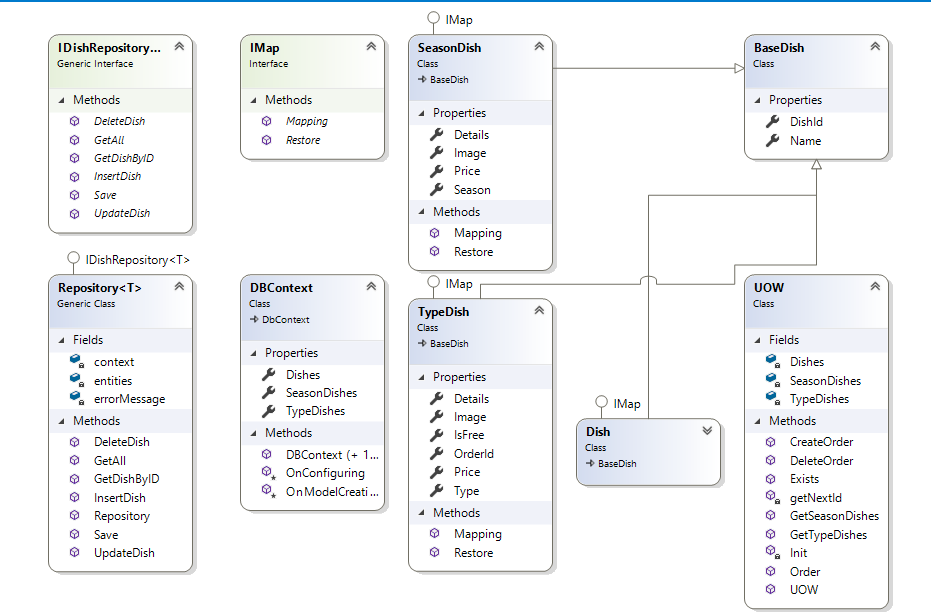 IDishRepository...
Generic Interface
Methods
DeleteDish
GetAll
GetDishByID
InsertDish
Save
UpdateDish
IMap
Interface
Methods
Mapping
Restore
IMap
SeasonDish
Class
BaseDish
Properties
Details
Image
Price
Season
Methods
Mapping
Restore
BaseDish
Class
Properties
DishId
Name
IDishRepository<T>
Repository<T>
Generic Class
Fields
context
entities
errorMessage
Methods
DeleteDish
GetAll
GetDishByID
InsertDish
Repository
Save
UpdateDish
DBContext
Class
DbContext
Properties
Dishes
SeasonDishes
TypeDishes
Methods
DBContext (+ 1...
OnConfiguring
OnModelCreati...
IMap
TypeDish
Class
BaseDish
Properties
Details
Image
IsFree
OrderId
Price
Type
Methods
Mapping
Restore
IMap
Dish
Class
BaseDish
UOW
Class
Fields
Dishes
SeasonDishes
TypeDishes
Methods
CreateOrder
DeleteOrder
Exists
getNextId
GetSeasonDishes
GetTypeDishes
Init
Order
UOW